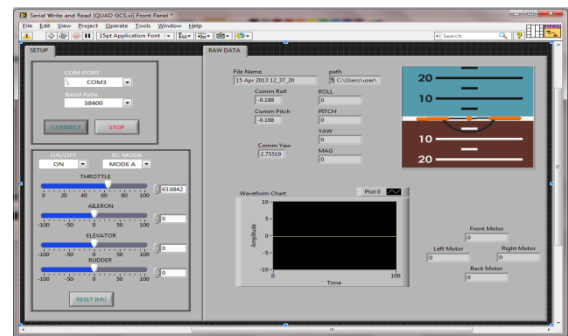 Serial Write and Read [QUAD GCS.vi] Front Panel *
File Edit View Project Operate Tools Window Help
15pt Application Font
Search
SETUP
COM PORT
COM3
Baud Rate
38400
CONNECT STOP
ON/OFF RC MODE
ON MODE A
THROTTLE
63.6842
0 20 40 60 80 100
AILERON
0
-100 -50 0 50 100
ELEVATOR
0
-100 -50 0 50 100
RUDDER
0
-100 -50 0 50 100
RESET IMU
RAW DATA
File Name path
15 Apr 2013 12_37_20 C:\Users\user\
Comm Roll ROLL
-0.188 0
Comm Pitch PITCH
-0.188 0
YAW
Comm Yaw 0
2.75519 MAG
0
20
10
10
20
Waveform Chart Plot 0
Amplitude
10
5
0
-5
-10
0 100
Time
Front Motor
0
Left Motor Right Motor
0 0
Back Motor
0